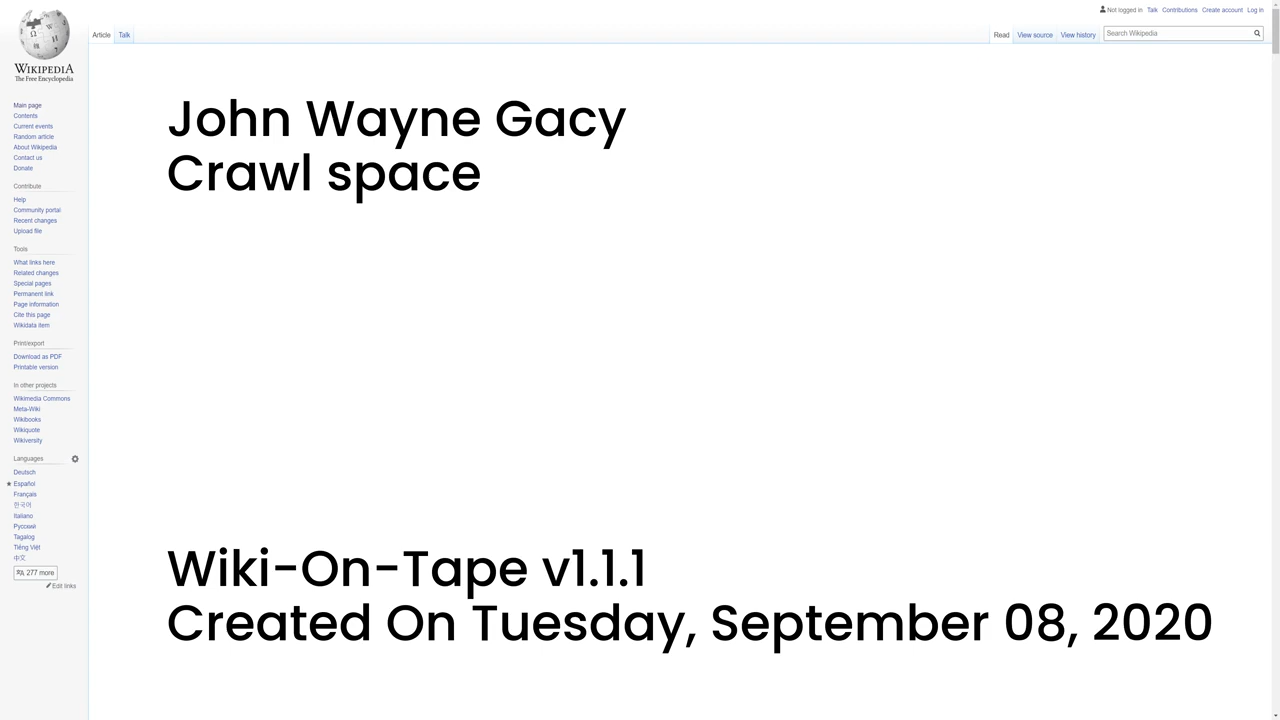 Not logged in Talk Contributions Create account Log in
Article Talk Read View source View history Search Wikipedia
WIKIPEDIA
The Free Encyclopedia
Main page
Contents
Current events
Random article
About Wikipedia
Contact us
Donate
Contribute
Help
Community portal
Recent changes
Upload file
Tools
What links here
Related changes
Special pages
Permanent link
Page information
Cite this page
Wikidata item
Print/export
Download as PDF
Printable version
In other projects
Wikimedia Commons
Meta-Wiki
Wikibooks
Wikiquote
Wikiversity
Languages
Deutsch
Español
Français
한국어
Italiano
Русский
Tagalog
Tiếng Việt
中文
277 more
Edit links
John Wayne Gacy
Crawl space
Wiki-On-Tape v1.1.1
Created On Tuesday, September 08, 2020